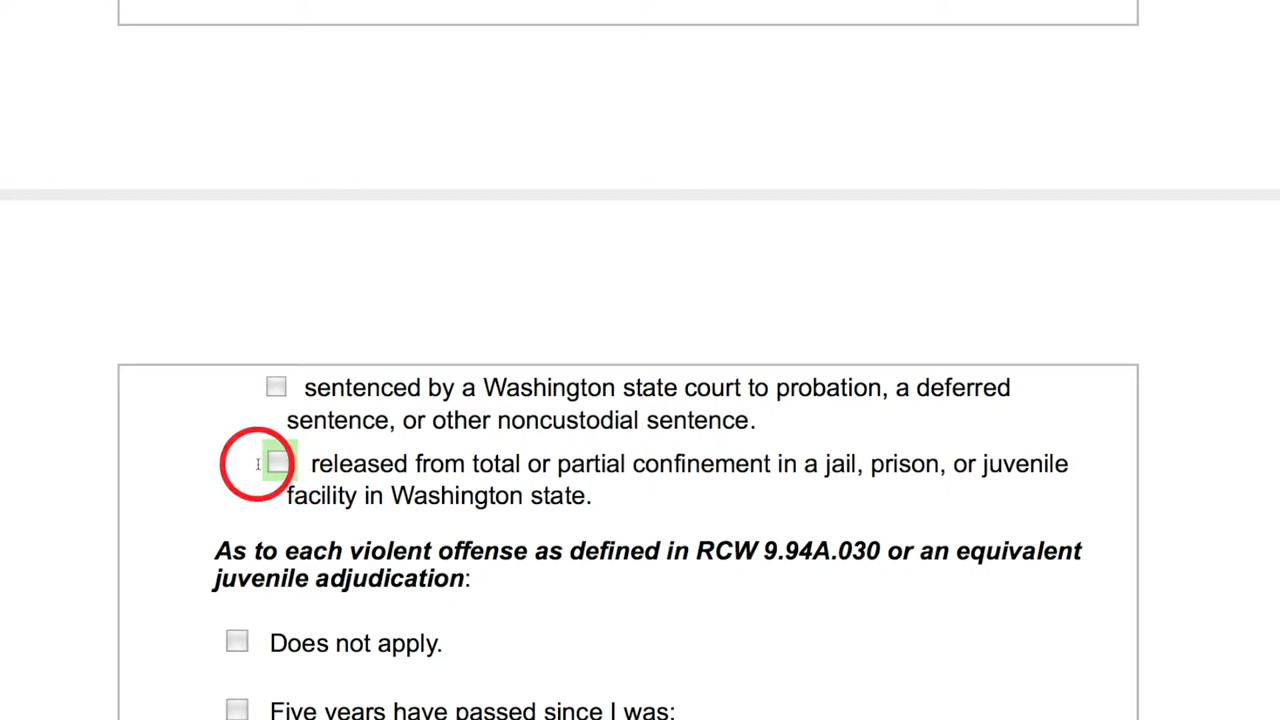 sentenced by a Washington state court to probation, a deferred
sentence, or other noncustodial sentence.
released from total or partial confinement in a jail, prison, or juvenile
facility in Washington state.
As to each violent offense as defined in RCW 9.94A.030 or an equivalent
juvenile adjudication:
Does not apply.
Five years have passed since I was: